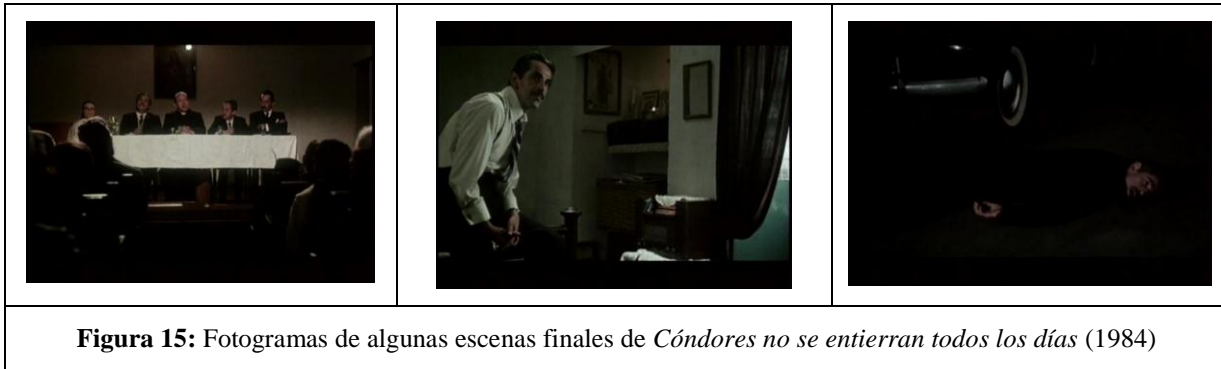 Figura 15: Fotogramas de algunas escenas finales de Cóndores no se entierran todos los días (1984)